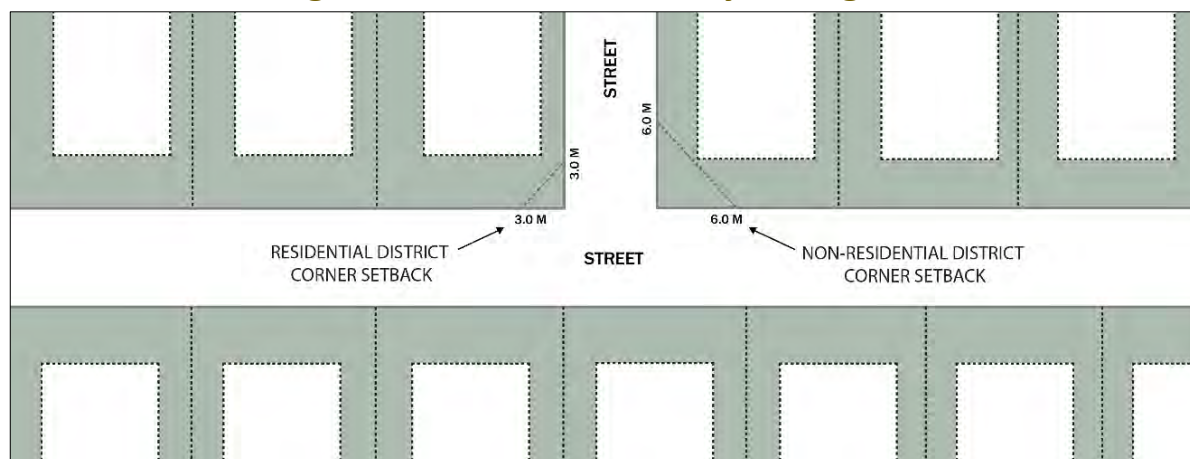 STREET
6.0 M
3.0 M
3.0 M
6.0 M
RESIDENTIAL DISTRICT
CORNER SETBACK
STREET
NON-RESIDENTIAL DISTRICT
CORNER SETBACK